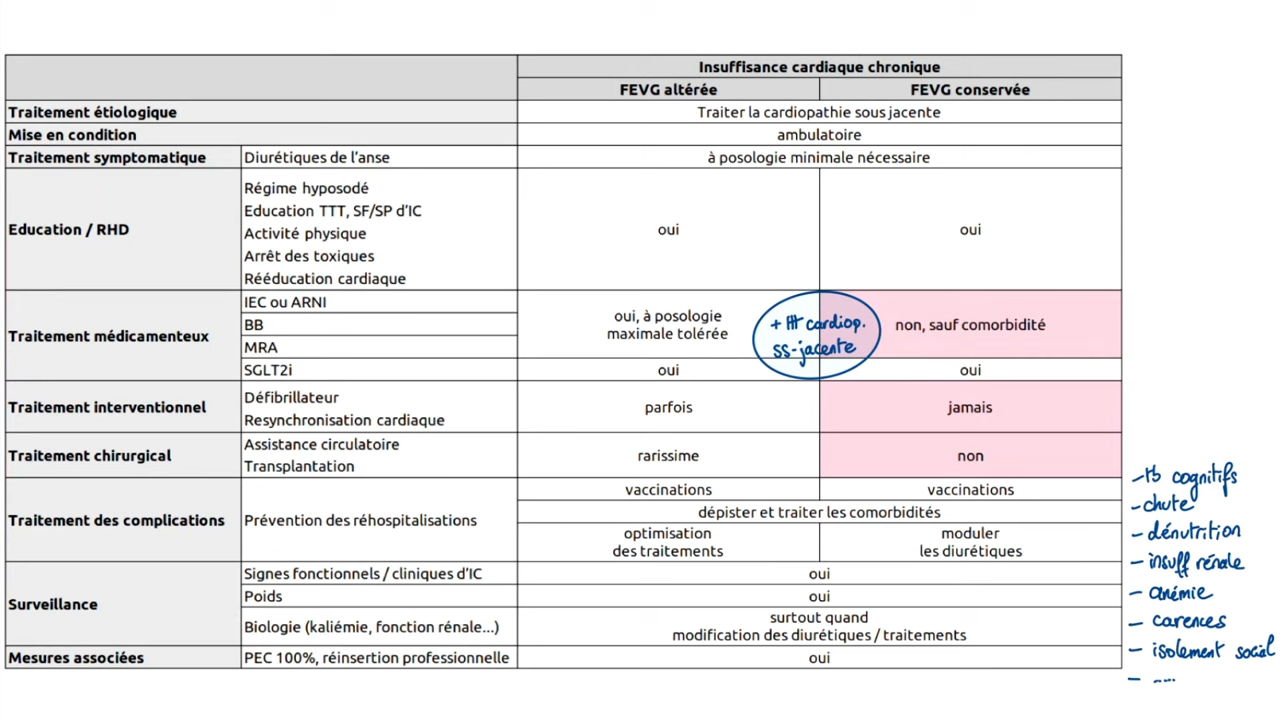 Insuffisance cardiaque chronique
FEVG altérée
FEVG conservée
Traitement étiologique
Traiter la cardiopathie sous jacente
Mise en condition
ambulatoire
Traitement symptomatique
Diurétiques de l'anse
à posologie minimale nécessaire
Education / RHD
Régime hyposodé
Education TTT, SF/SP d'IC
Activité physique
Arrêt des toxiques
Rééducation cardiaque
oui
oui
Traitement médicamenteux
IEC ou ARNI
BB
MRA
oui, à posologie
maximale tolérée
+ ttt cardiop.
ss-jacente
non, sauf comorbidité
SGLT2i
oui
oui
Traitement interventionnel
Défibrillateur
Resynchronisation cardiaque
parfois
jamais
Traitement chirurgical
Assistance circulatoire
Transplantation
rarissime
non
Traitement des complications
Prévention des réhospitalisations
vaccinations
vaccinations
dépister et traiter les comorbidités
optimisation
des traitements
moduler
les diurétiques
Surveillance
Signes fonctionnels / cliniques d'IC
oui
Poids
oui
Biologie (kaliémie, fonction rénale...)
surtout quand
modification des diurétiques / traitements
Mesures associées
PEC 100%, réinsertion professionnelle
oui
- tb cognitifs
- chute
- dénutrition
- insuff rénale
- anémie
- carences
- isolement social
- ....